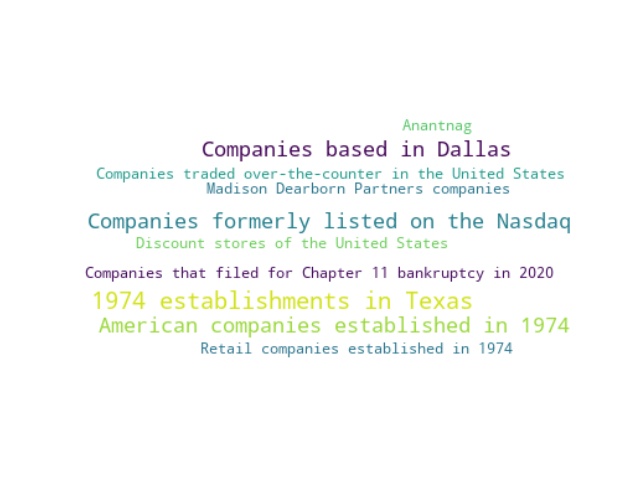 Anantnag
Companies based in Dallas
Companies traded over-the-counter in the United States
Madison Dearborn Partners companies
Companies formerly listed on the Nasdaq
Discount stores of the United States
Companies that filed for Chapter 11 bankruptcy in 2020
1974 establishments in Texas
American companies established in 1974
Retail companies established in 1974